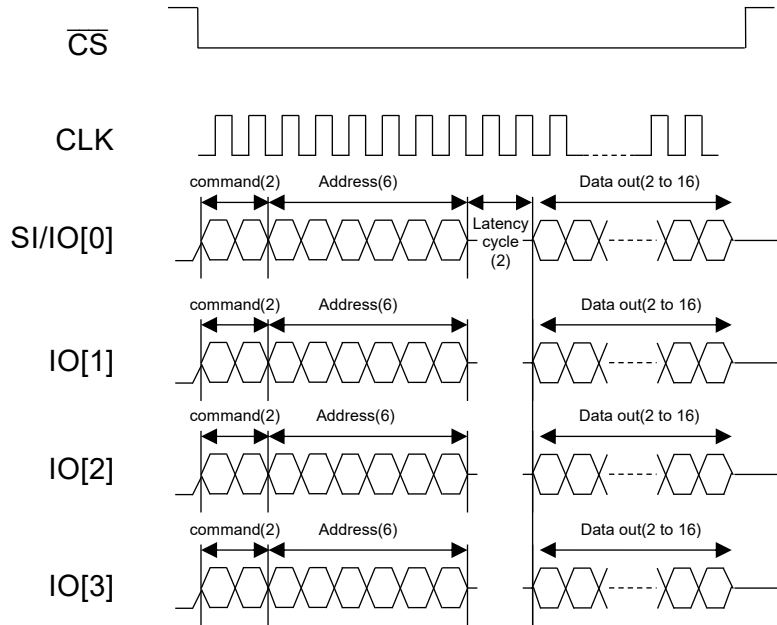 CS
CLK
command(2) Address(6) Data out(2 to 16)
SI/IO[0]
Latency
cycle
(2)
command(2) Address(6) Data out(2 to 16)
IO[1]
command(2) Address(6) Data out(2 to 16)
IO[2]
command(2) Address(6) Data out(2 to 16)
IO[3]